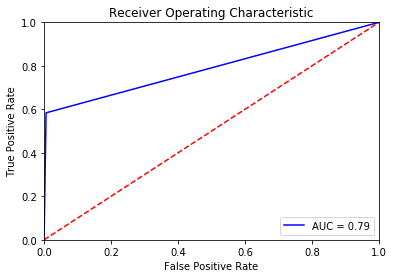 Receiver Operating Characteristic
1.0
0.8
0.6
0.4
0.2
0.0
True Positive Rate
AUC = 0.79
0.0 0.2 0.4 0.6 0.8 1.0
False Positive Rate